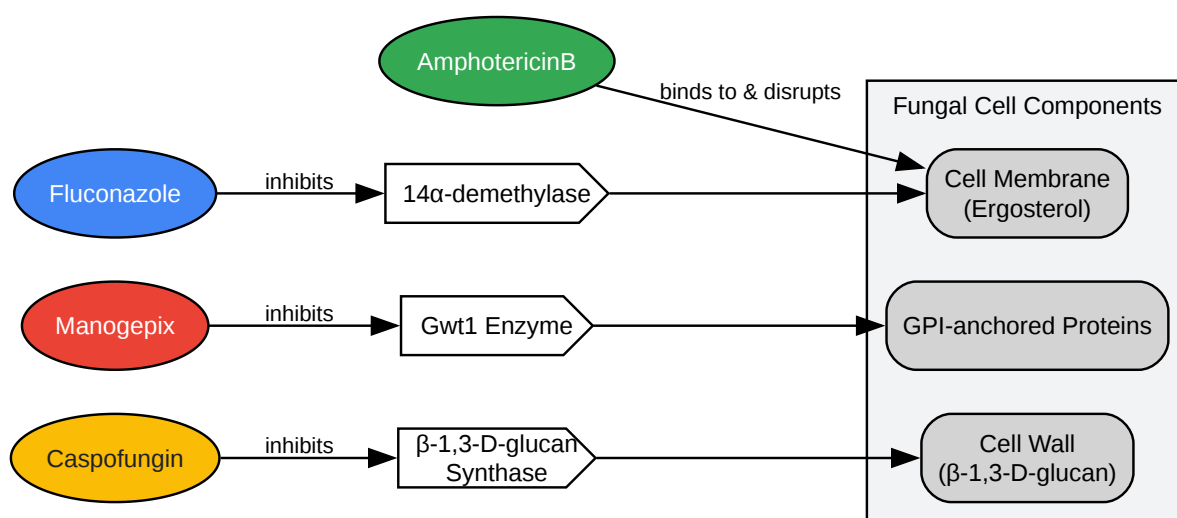 AmphotericinB
binds to & disrupts
Fungal Cell Components
Fluconazole
inhibits
14α-demethylase
Cell Membrane
(Ergosterol)
Manogepix
inhibits
Gwt1 Enzyme
GPI-anchored Proteins
Caspofungin
inhibits
β-1,3-D-glucan
Synthase
Cell Wall
(β-1,3-D-glucan)